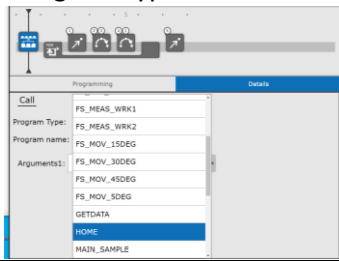 Programming
Details
Call
Program Type:
Program name:
Arguments1:
FS_MEAS_WRK1
FS_MEAS_WRK2
FS_MOV_15DEG
FS_MOV_30DEG
FS_MOV_45DEG
FS_MOV_5DEG
GETDATA
HOME
MAIN_SAMPLE